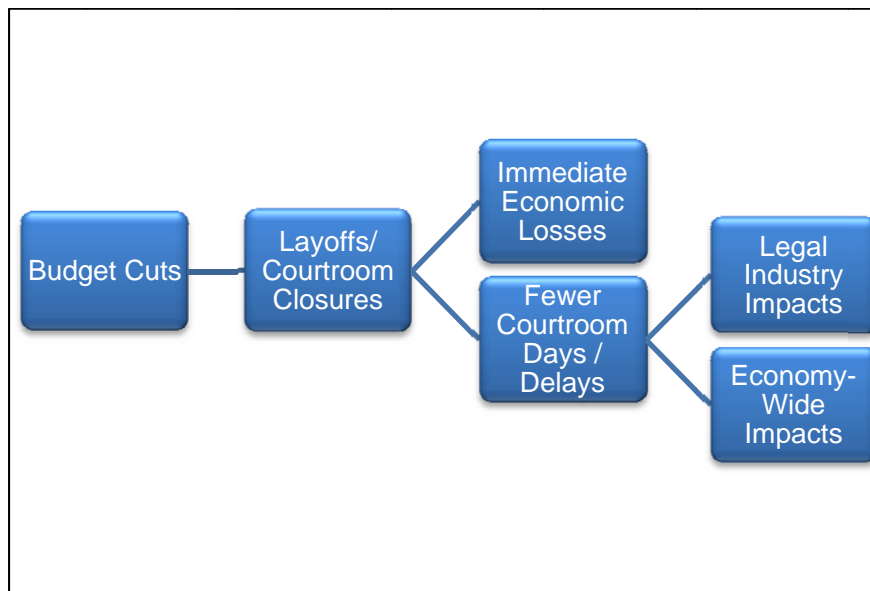 Budget Cuts
Layoffs/
Courtroom
Closures
Immediate
Economic
Losses
Fewer
Courtroom
Days /
Delays
Legal
Industry
Impacts
Economy-
Wide
Impacts